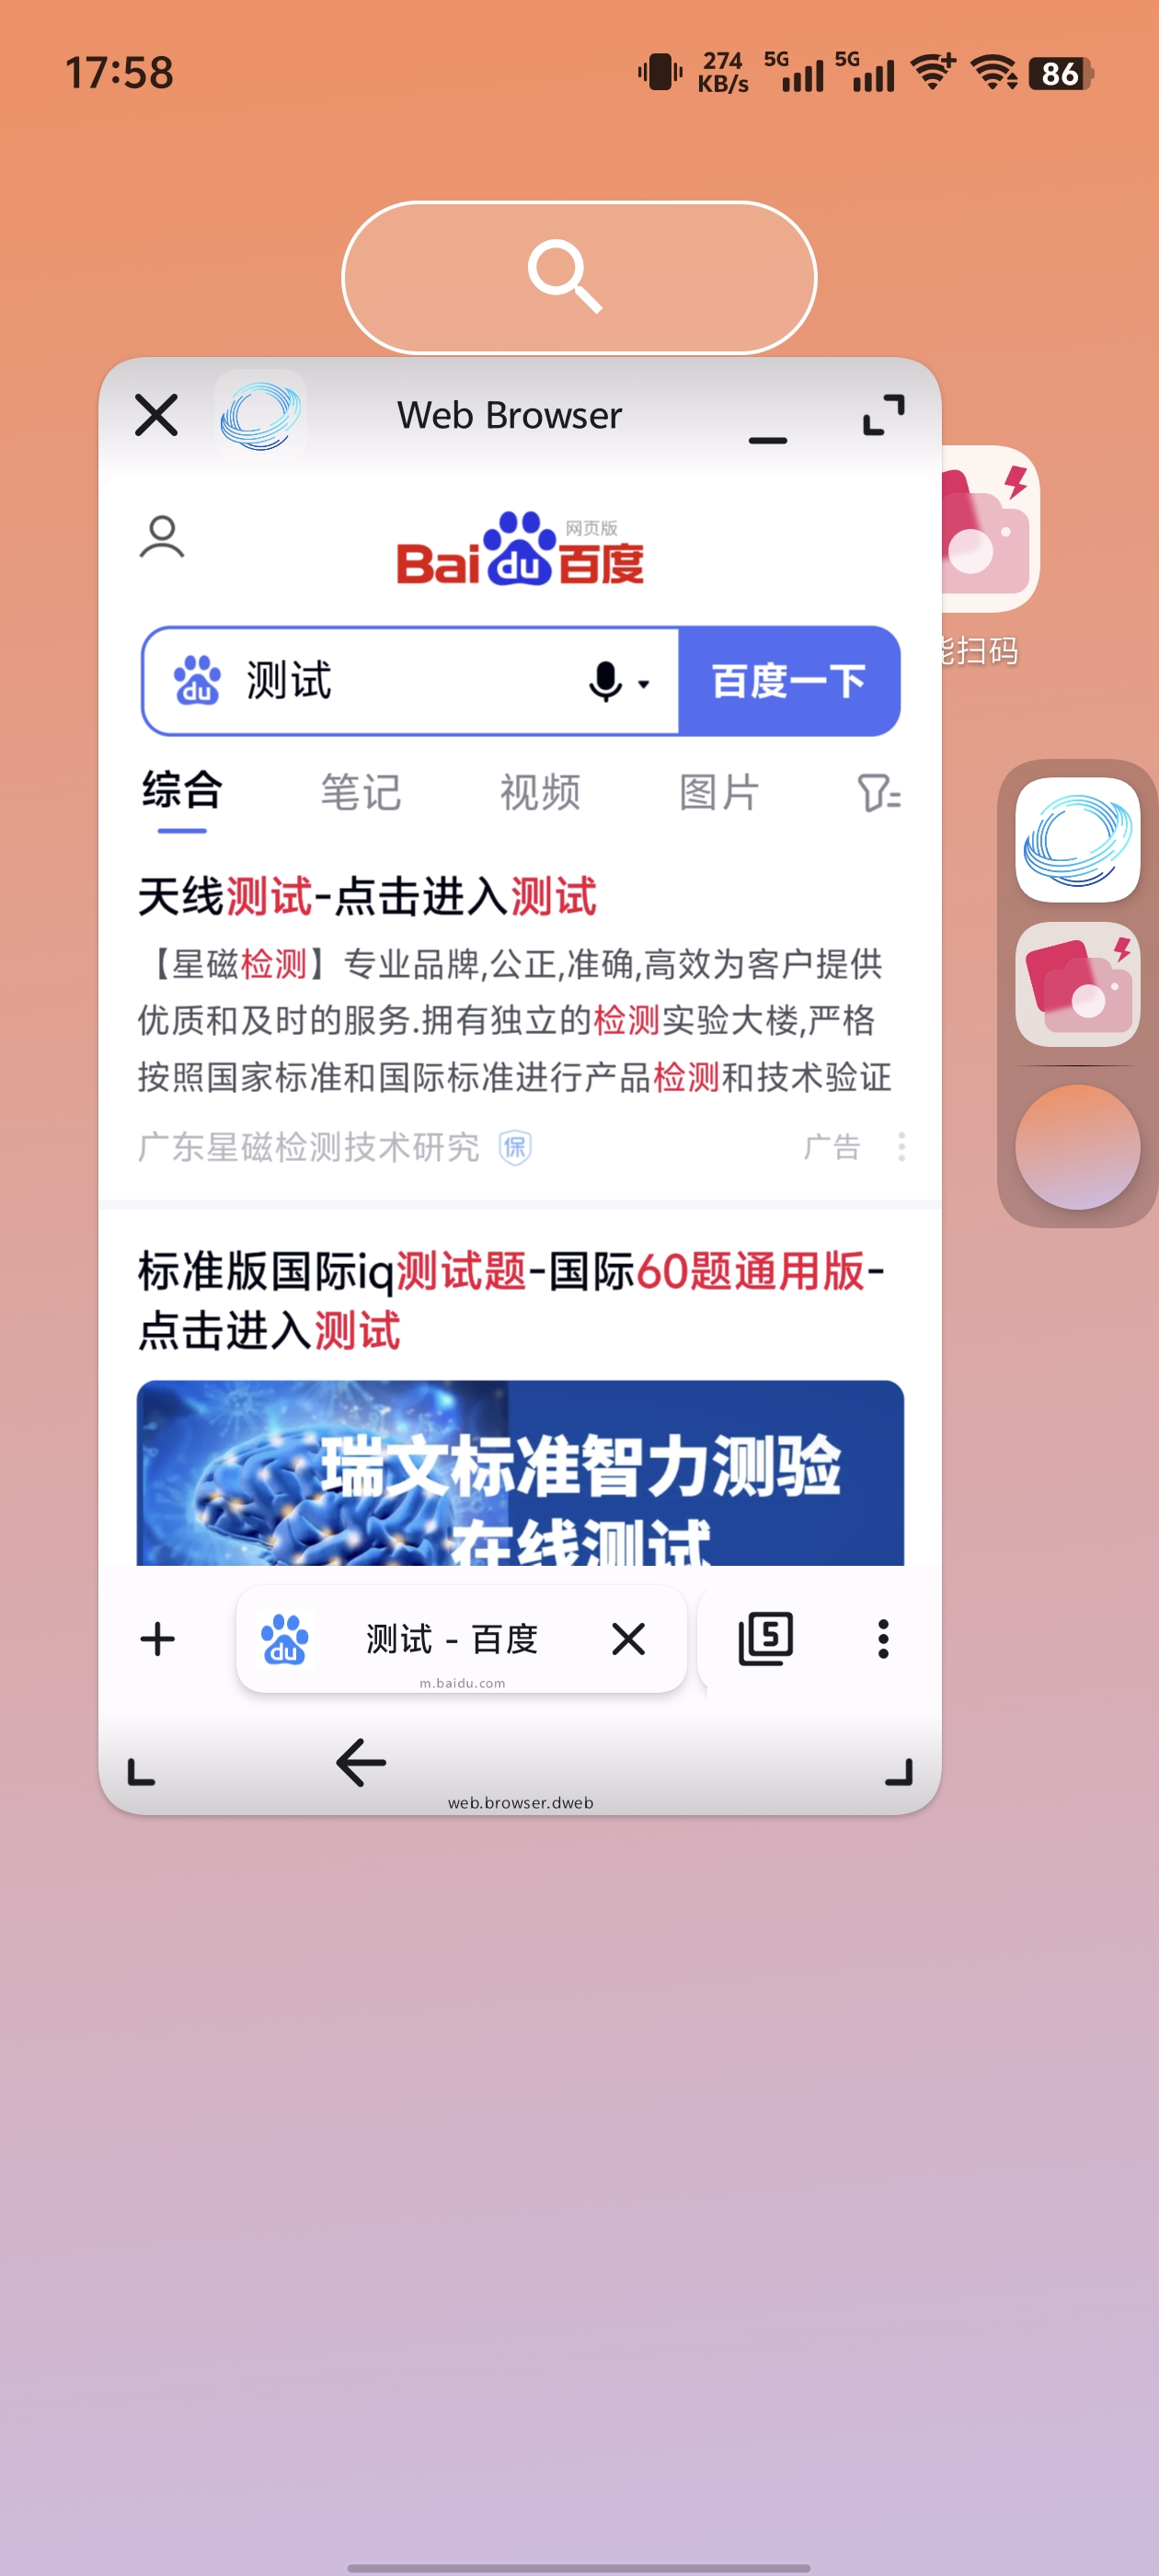 17:58
274
KB/s
5G
5G
86
Web Browser
Bai du 百度
网页版
du
测试
百度一下
综合
笔记
视频
图片
天线测试-点击进入测试
【星磁检测】专业品牌,公正,准确,高效为客户提供
优质和及时的服务.拥有独立的检测实验大楼,严格
按照国家标准和国际标准进行产品检测和技术验证
广东星磁检测技术研究
保
广告
扫码
标准版国际iq测试题-国际60题通用版-
点击进入测试
瑞文标准智力测验
在线测试
du
测试 - 百度
m.baidu.com
5
web.browser.dweb